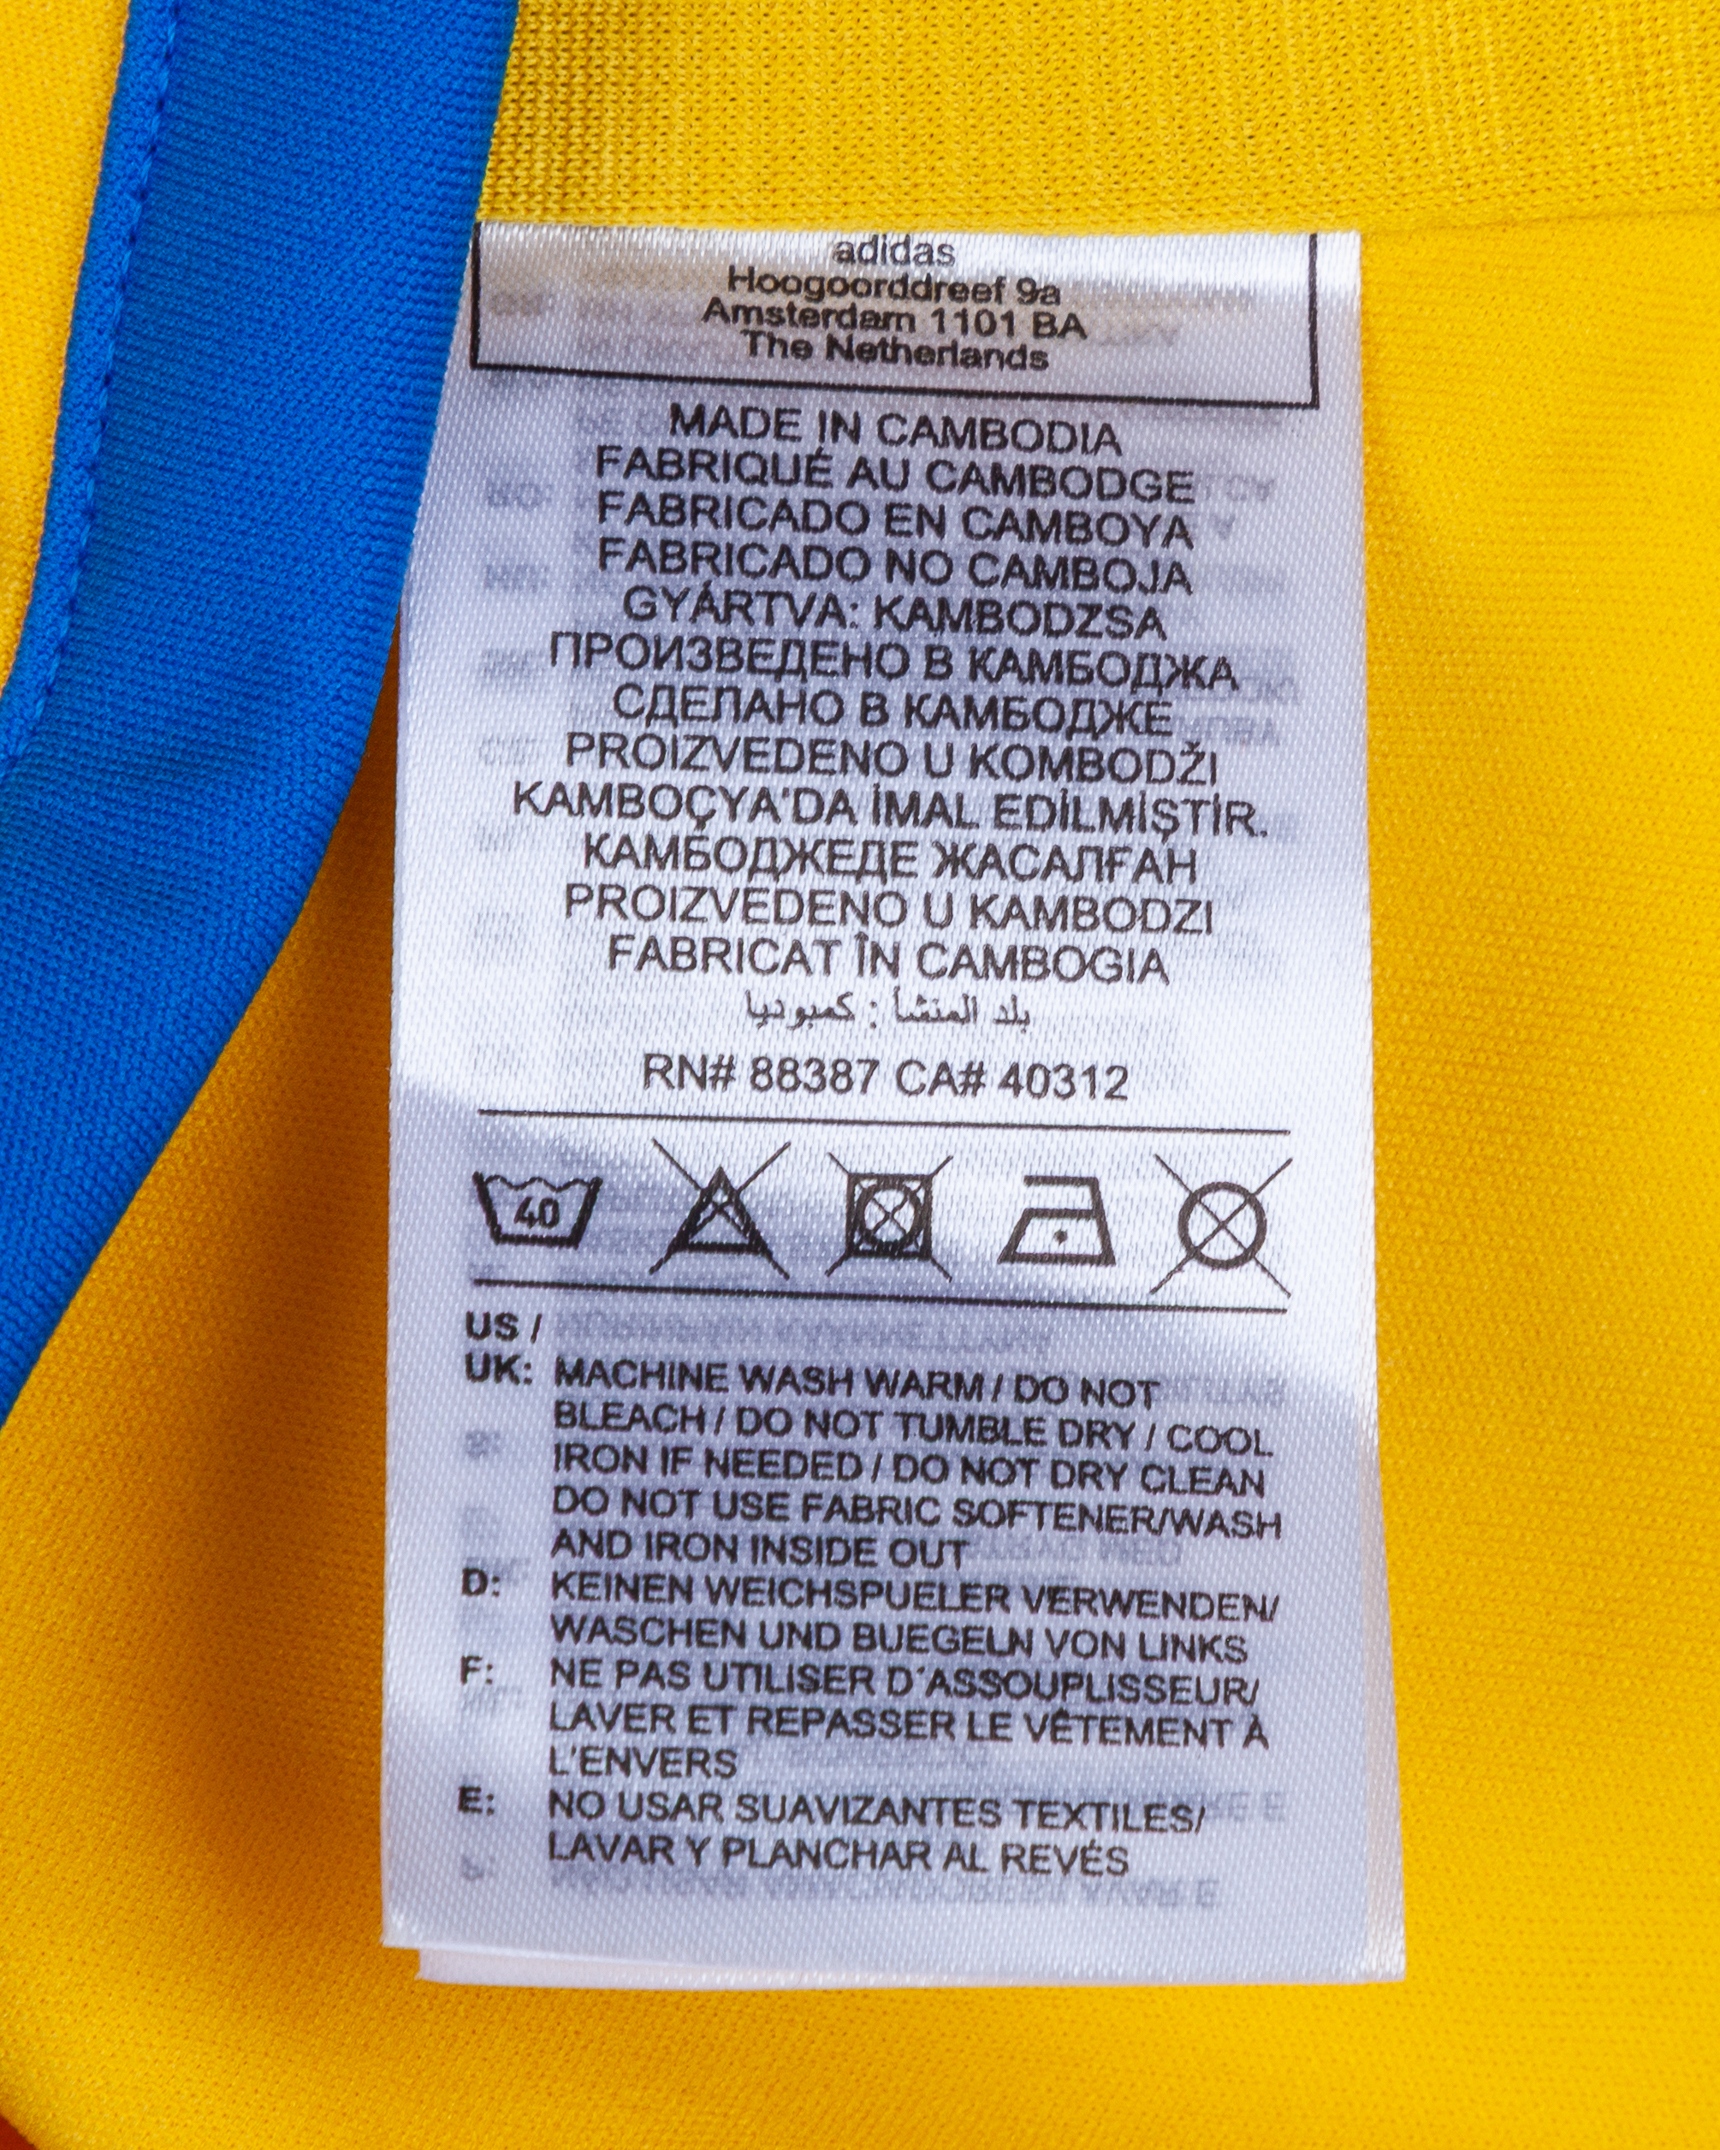 adidas
Hoogoorddreef 9a
Amsterdam 1101 BA
The Netherlands
MADE IN CAMBODIA
FABRIQUÉ AU CAMBODGE
FABRICADO EN CAMBOYA
FABRICADO NO CAMBOJA
GYÁRTVA: KAMBODZSA
ПРОИЗВЕДЕНО В КАМБОДЖА
СДЕЛАНО В КАМБОДЖЕ
PROIZVEDENO U KOMBODŽI
KAMBOÇYA'DA İMAL EDİLMİŞTİR.
КАМБОДЖЕДЕ ЖАСАЛҒАН
PROIZVEDENO U KAMBODZI
FABRICAT ÎN CAMBOGIA
بلد المنشأ : كمبوديا
RN# 88387 CA# 40312
40
US /
UK: MACHINE WASH WARM / DO NOT
BLEACH / DO NOT TUMBLE DRY / COOL
IRON IF NEEDED / DO NOT DRY CLEAN
DO NOT USE FABRIC SOFTENER/WASH
AND IRON INSIDE OUT
D: KEINEN WEICHSPUELER VERWENDEN/
WASCHEN UND BUEGELN VON LINKS
F: NE PAS UTILISER D'ASSOUPLISSEUR/
LAVER ET REPASSER LE VÊTEMENT À
L'ENVERS
E: NO USAR SUAVIZANTES TEXTILES/
LAVAR Y PLANCHAR AL REVÉS